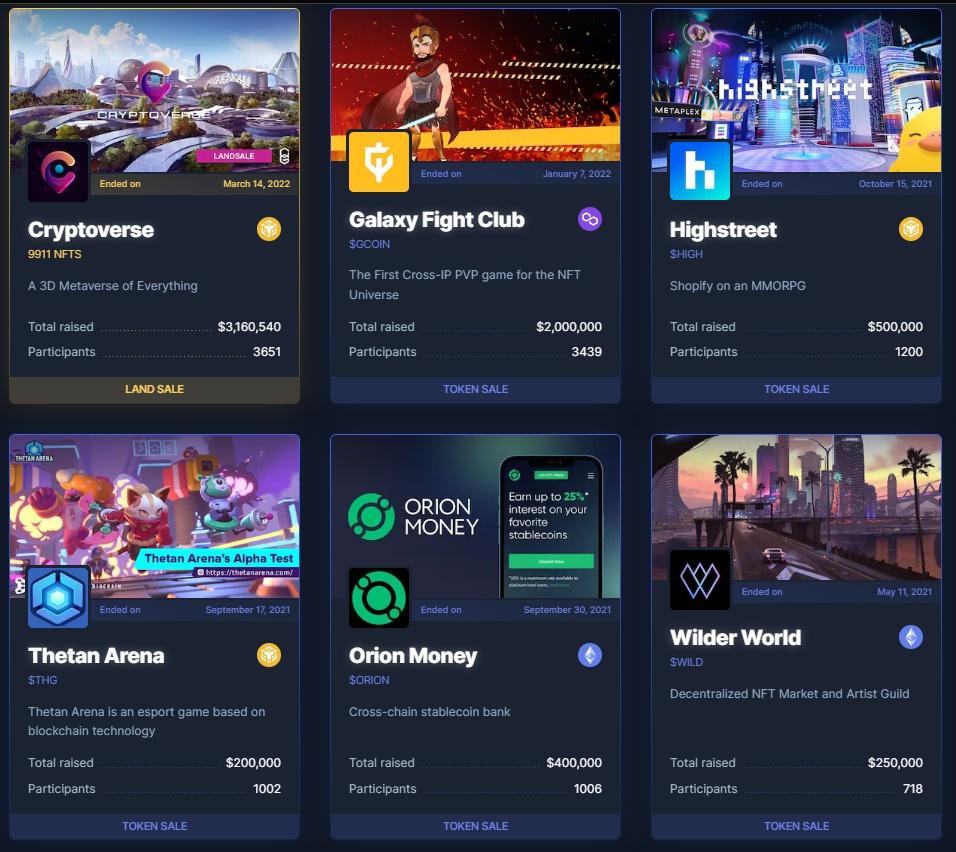 CRYPTOVERSE
LANDSALE
Ended on March 14, 2022
Cryptoverse
9911 NFTS
A 3D Metaverse of Everything
Total raised $3,160,540
Participants 3651
LAND SALE
Ended on January 7, 2022
Galaxy Fight Club
$GCOIN
The First Cross-IP PVP game for the NFT
Universe
Total raised $2,000,000
Participants 3439
TOKEN SALE
highstreet
METAPLEX
h
Ended on October 15, 2021
Highstreet
$HIGH
Shopify on an MMORPG
Total raised $500,000
Participants 1200
TOKEN SALE
THETAN ARENA
Thetan Arena's Alpha Test
https://thetanarena.com/
Ended on September 17, 2021
Thetan Arena
$THG
Thetan Arena is an esport game based on
blockchain technology
Total raised $200,000
Participants 1002
TOKEN SALE
ORION
MONEY
Earn up to 25%*
interest on your
favorite
stablecoins
Deposit Now
*25% is a maximum rate available to
platinum level users,
Ended on September 30, 2021
Orion Money
$ORION
Cross-chain stablecoin bank
Total raised $400,000
Participants 1006
TOKEN SALE
Ended on May 11, 2021
Wilder World
$WILD
Decentralized NFT Market and Artist Guild
Total raised $250,000
Participants 718
TOKEN SALE